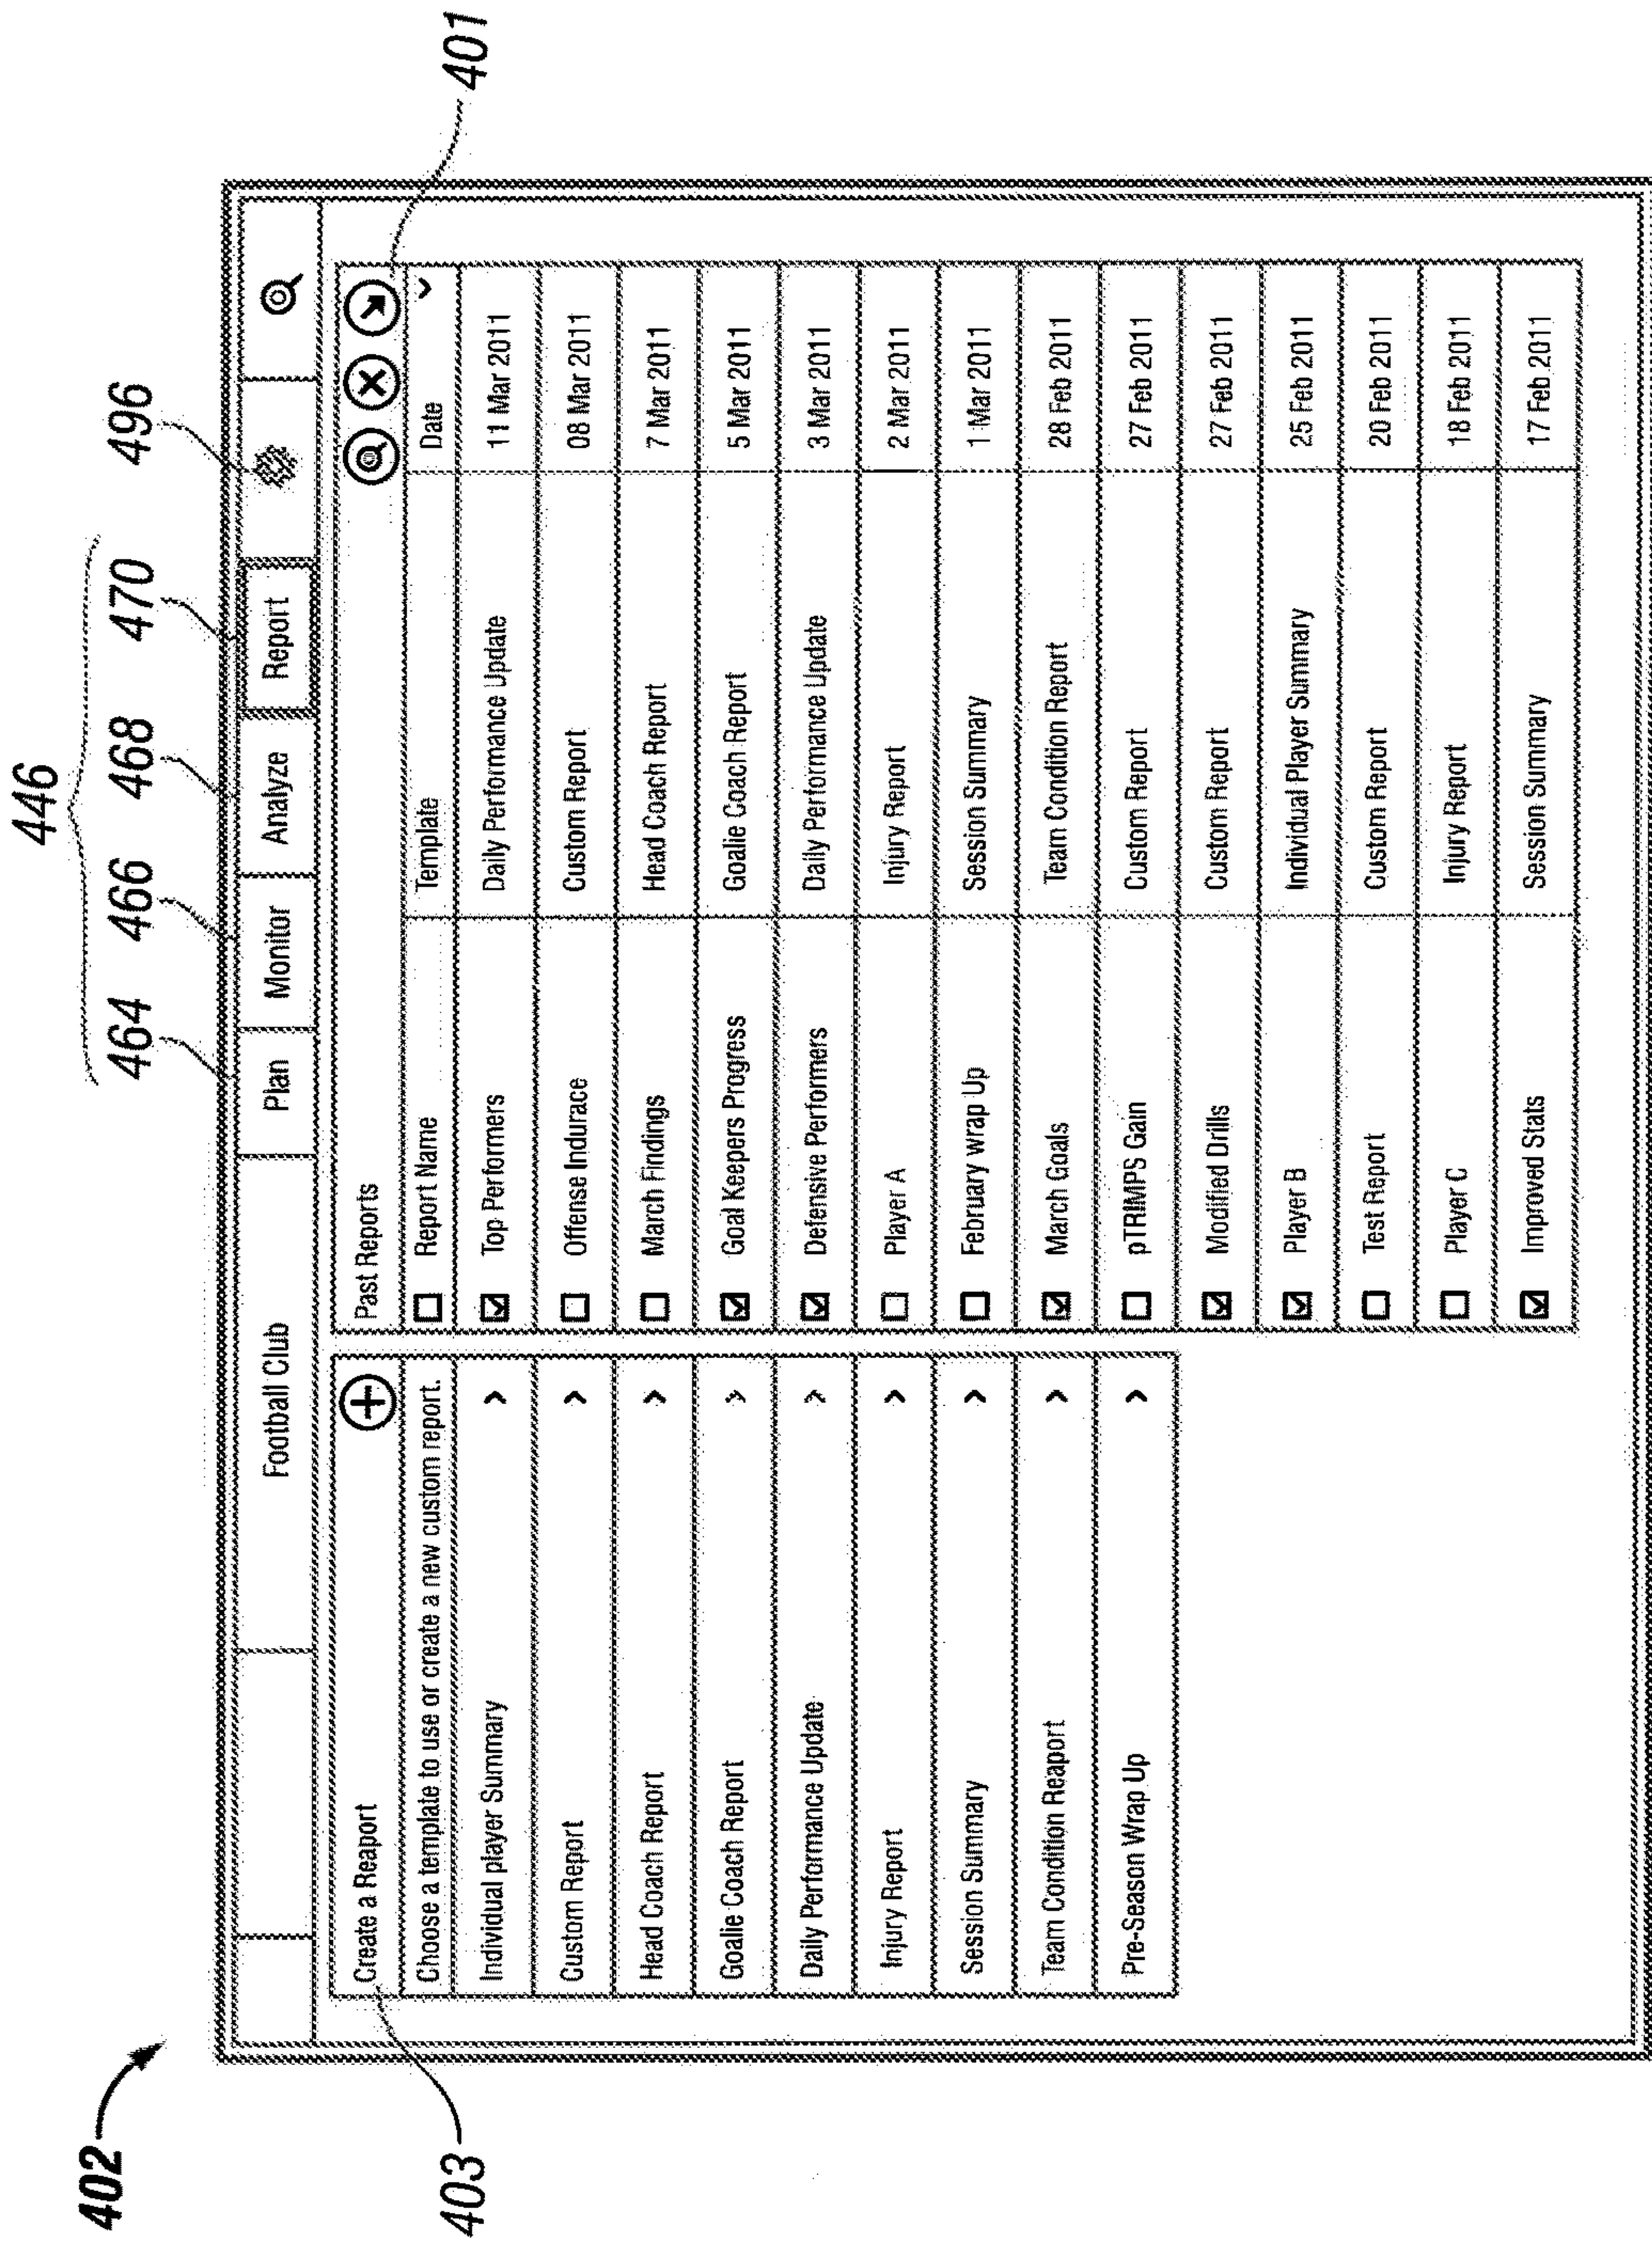 446
464 466 468 470 496
402
Football Club Plan Monitor Analyze Report
403
401
Create a Reaport
Choose a template to use or create a new custom report.
Individual player Summary
Custom Report
Head Coach Report
Goalie Coach Report
Daily Performance Update
Injury Report
Session Summary
Team Condition Reaport
Pre-Season Wrap Up
Past Reports
Report Name Template Date
Top Performers Daily Performance Update 11 Mar 2011
Offense Indurace Custom Report 08 Mar 2011
March Findings Head Coach Report 7 Mar 2011
Goal Keepers Progress Goalie Coach Report 5 Mar 2011
Defensive Performers Daily Performance Update 3 Mar 2011
Player A Injury Report 2 Mar 2011
February wrap Up Session Summary 1 Mar 2011
March Goals Team Condition Report 28 Feb 2011
pTRIMPS Gain Custom Report 27 Feb 2011
Modified Drills Custom Report 27 Feb 2011
Player B Individual Player Summary 25 Feb 2011
Test Report Custom Report 20 Feb 2011
Player C Injury Report 18 Feb 2011
Improved Stats Session Summary 17 Feb 2011